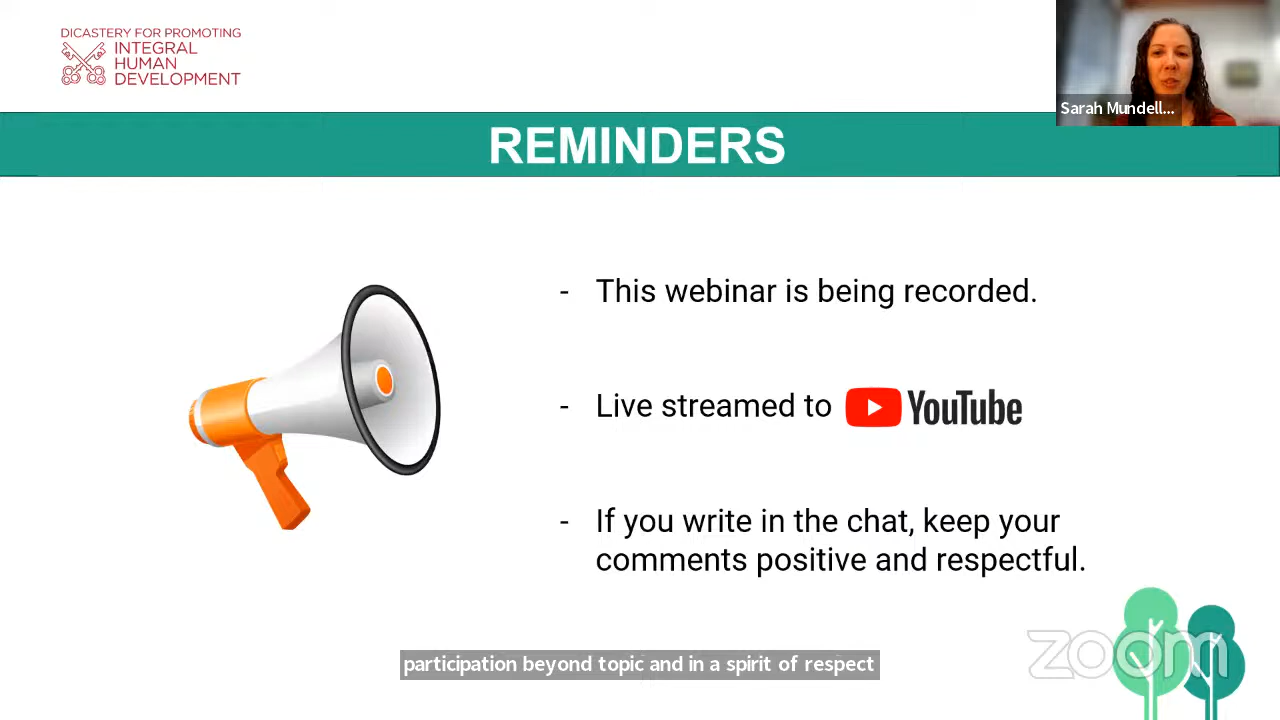 DICASTERY FOR PROMOTING
INTEGRAL
HUMAN
DEVELOPMENT
Sarah Mundell...
REMINDERS
- This webinar is being recorded.
- Live streamed to YouTube
- If you write in the chat, keep your
comments positive and respectful.
zoom
participation beyond topic and in a spirit of respect